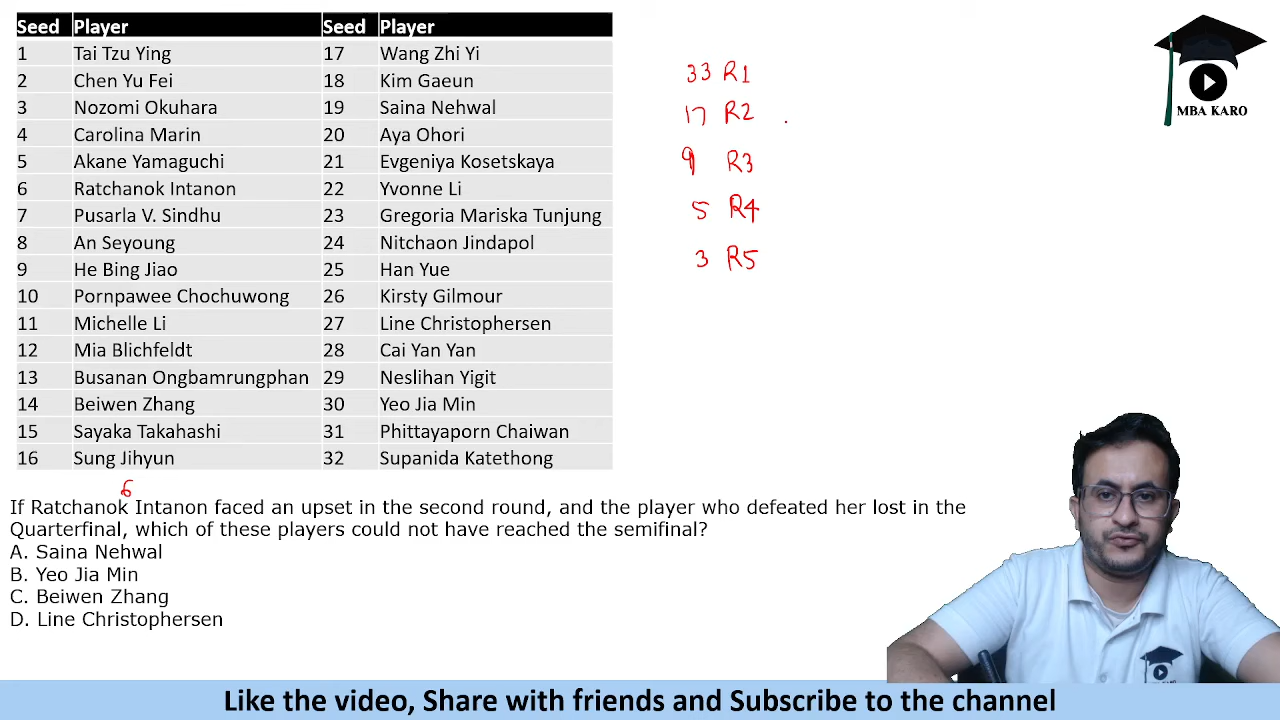 Seed Player Seed Player
1 Tai Tzu Ying 17 Wang Zhi Yi
2 Chen Yu Fei 18 Kim Gaeun
3 Nozomi Okuhara 19 Saina Nehwal
4 Carolina Marin 20 Aya Ohori
5 Akane Yamaguchi 21 Evgeniya Kosetskaya
6 Ratchanok Intanon 22 Yvonne Li
7 Pusarla V. Sindhu 23 Gregoria Mariska Tunjung
8 An Seyoung 24 Nitchaon Jindapol
9 He Bing Jiao 25 Han Yue
10 Pornpawee Chochuwong 26 Kirsty Gilmour
11 Michelle Li 27 Line Christophersen
12 Mia Blichfeldt 28 Cai Yan Yan
13 Busanan Ongbamrungphan 29 Neslihan Yigit
14 Beiwen Zhang 30 Yeo Jia Min
15 Sayaka Takahashi 31 Phittayaporn Chaiwan
16 Sung Jihyun 32 Supanida Katethong
33 R1
17 R2
9 R3
5 R4
3 R5
MBA KARO
6
If Ratchanok Intanon faced an upset in the second round, and the player who defeated her lost in the
Quarterfinal, which of these players could not have reached the semifinal?
A. Saina Nehwal
B. Yeo Jia Min
C. Beiwen Zhang
D. Line Christophersen
Like the video, Share with friends and Subscribe to the channel